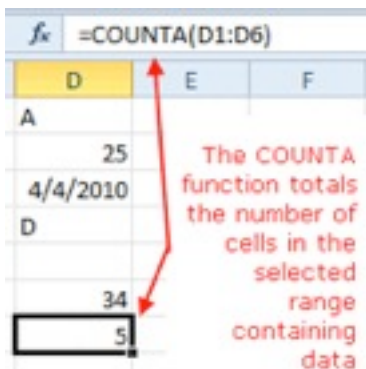 fx =COUNTA(D1:D6)
D E F
A
25
4/4/2010
D
34
5
The COUNTA
function totals
the number of
cells in the
selected
range
containing
data